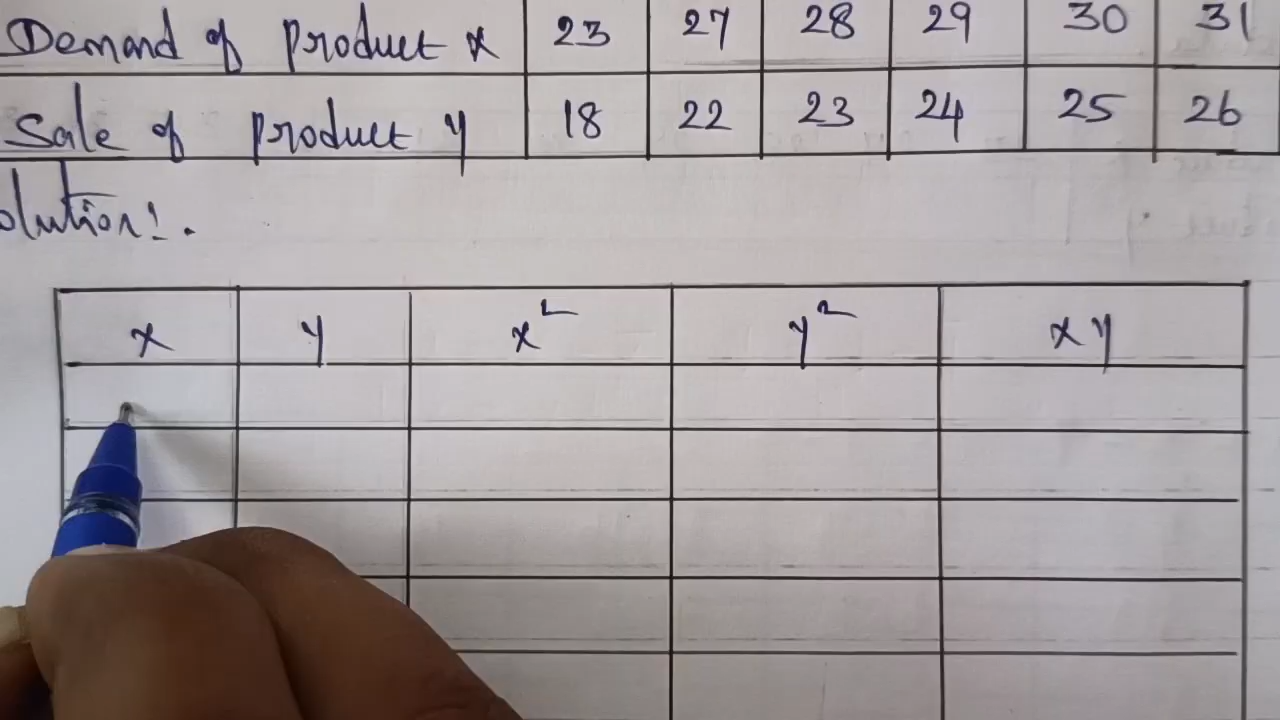 Demand of product x 23 27 28 29 30 31
Sale of product y 18 22 23 24 25 26
olution:.
x y x² y² xy